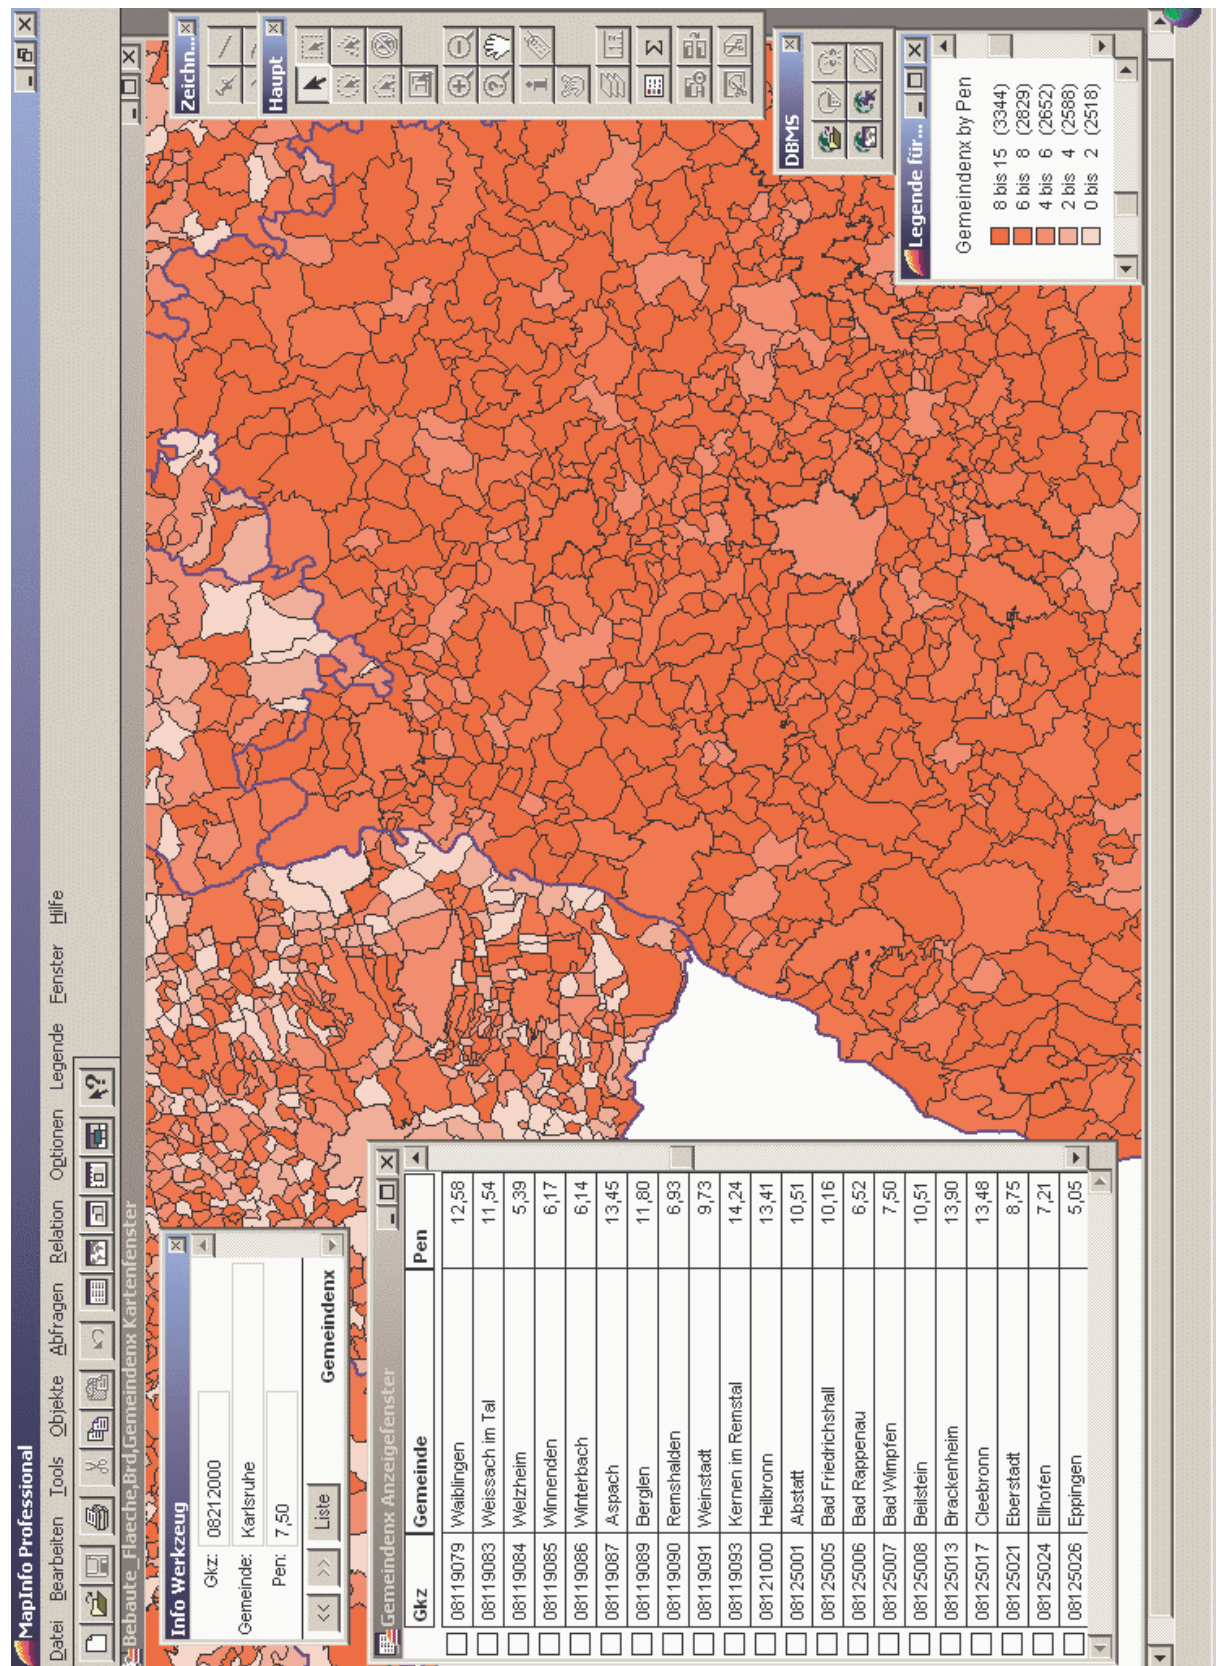 MapInfo Professional
Datei Bearbeiten Tools Objekte Abfragen Relation Optionen Legende Fenster Hilfe
Bebaute_Flaeche,Brd,Gemeindenx Kartenfenster
Info Werkzeug
Gkz: 08212000
Gemeinde: Karlsruhe
Pen: 7,50
<< >> Liste Gemeindenx
Gemeindenx Anzeigefenster
Gkz Gemeinde Pen
08119079 Waiblingen 12,58
08119083 Weissach im Tal 11,54
08119084 Welzheim 5,39
08119085 Winnenden 6,17
08119086 Winterbach 6,14
08119087 Aspach 13,45
08119089 Berglen 11,80
08119090 Remshalden 6,93
08119091 Weinstadt 9,73
08119093 Kernen im Remstal 14,24
08121000 Heilbronn 13,41
08125001 Abstatt 10,51
08125005 Bad Friedrichshall 10,16
08125006 Bad Rappenau 6,52
08125007 Bad Wimpfen 7,50
08125008 Beilstein 10,51
08125013 Brackenheim 13,90
08125017 Cleebronn 13,48
08125021 Eberstadt 8,75
08125024 Ellhofen 7,21
08125026 Eppingen 5,05
Zeichn...
Haupt
DBMS
Legende für...
Gemeindenx by Pen
8 bis 15 (3344)
6 bis 8 (2829)
4 bis 6 (2652)
2 bis 4 (2588)
0 bis 2 (2518)